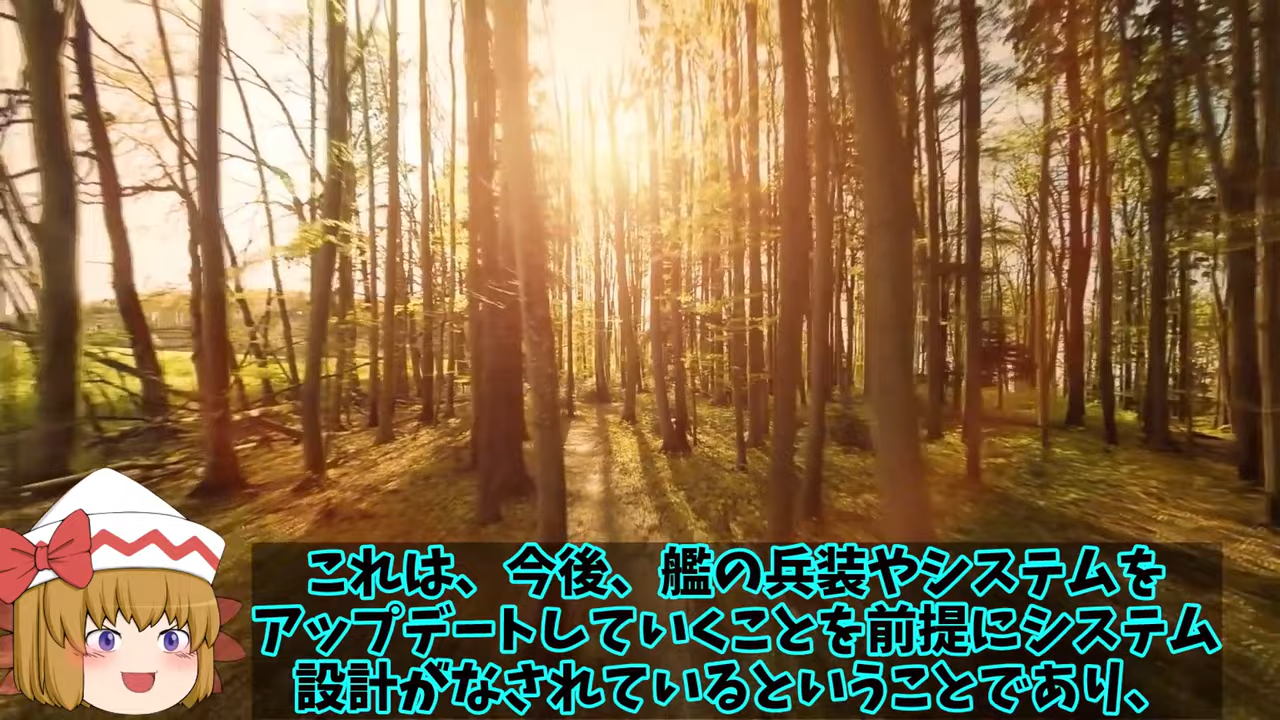 これは、今後、艦の兵装やシステムを
アップデートしていくことを前提にシステム
設計がなされているということであり、